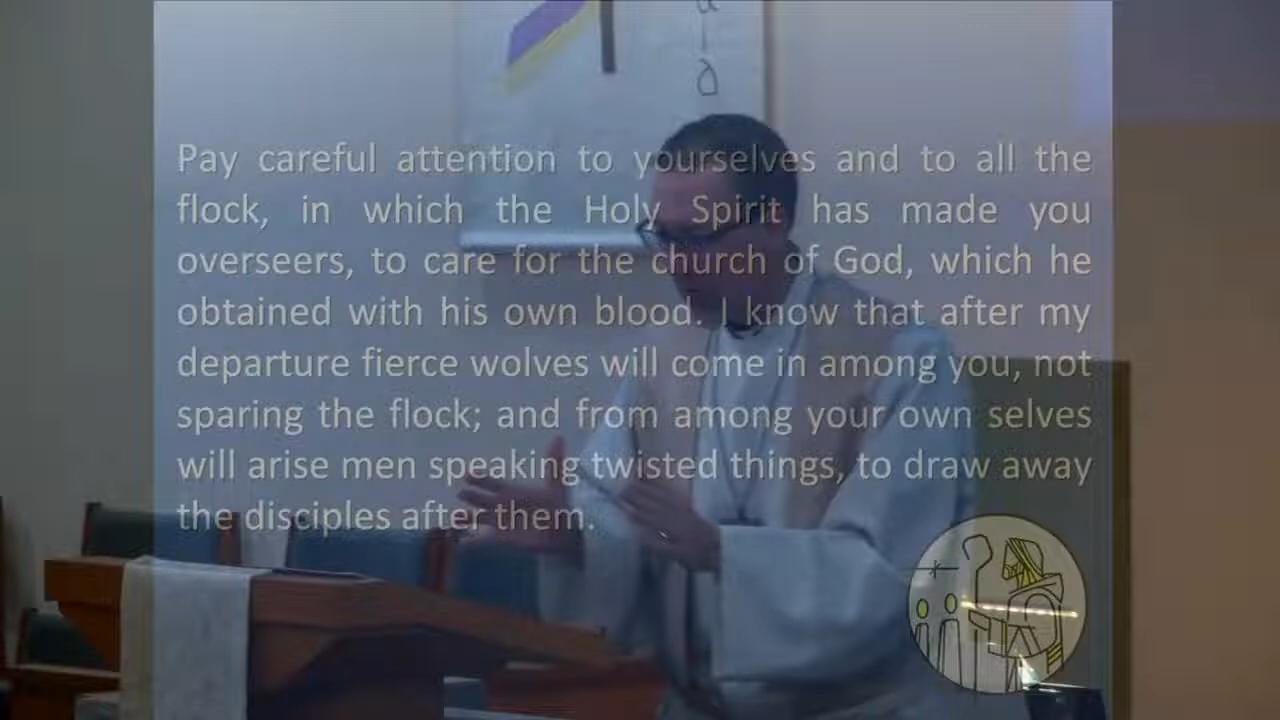 Pay careful attention to yourselves and to all the
flock, in which the Holy Spirit has made you
overseers, to care for the church of God, which he
obtained with his own blood. I know that after my
departure fierce wolves will come in among you, not
sparing the flock; and from among your own selves
will arise men speaking twisted things, to draw away
the disciples after them.